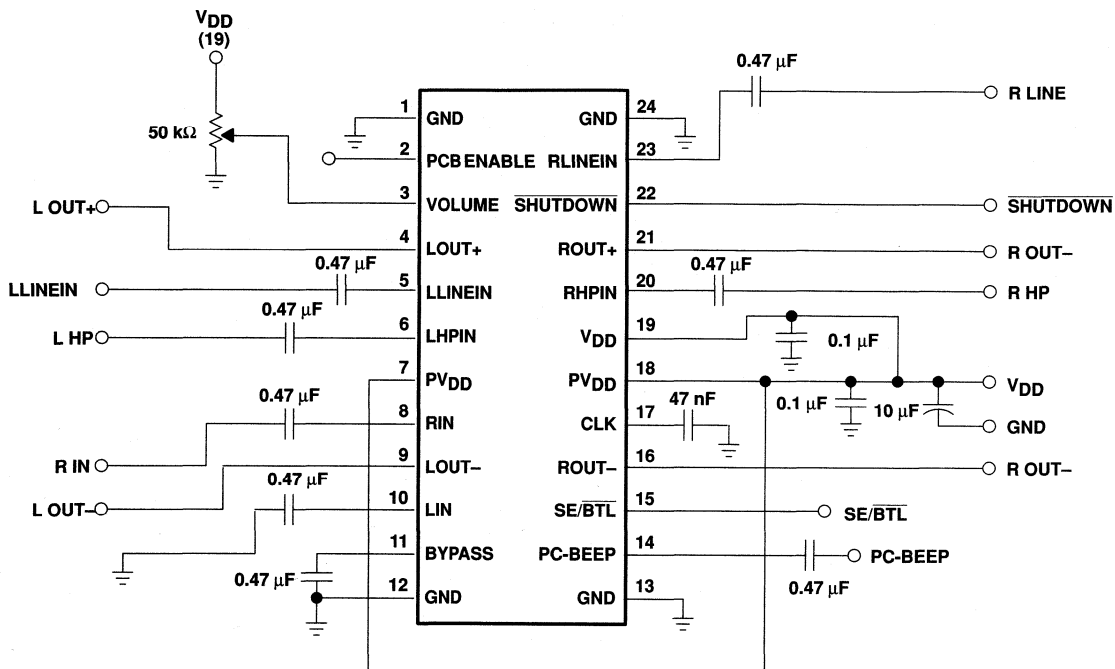 VDD
(19)
50 kΩ
0.47 µF
R LINE
1
GND
GND
24
2
PCB ENABLE
RLINEIN
23
3
VOLUME
SHUTDOWN
22
SHUTDOWN
L OUT+
4
LOUT+
ROUT+
21
R OUT–
0.47 µF
LLINEIN
5
LLINEIN
RHPIN
20
0.47 µF
R HP
0.47 µF
L HP
6
LHPIN
VDD
19
0.1 µF
7
PVDD
PVDD
18
VDD
0.1 µF
10 µF
0.47 µF
8
RIN
CLK
17
47 nF
GND
R IN
9
LOUT–
ROUT–
16
R OUT–
0.47 µF
L OUT–
10
LIN
SE/BTL
15
SE/BTL
11
BYPASS
PC-BEEP
14
PC-BEEP
0.47 µF
0.47 µF
12
GND
GND
13